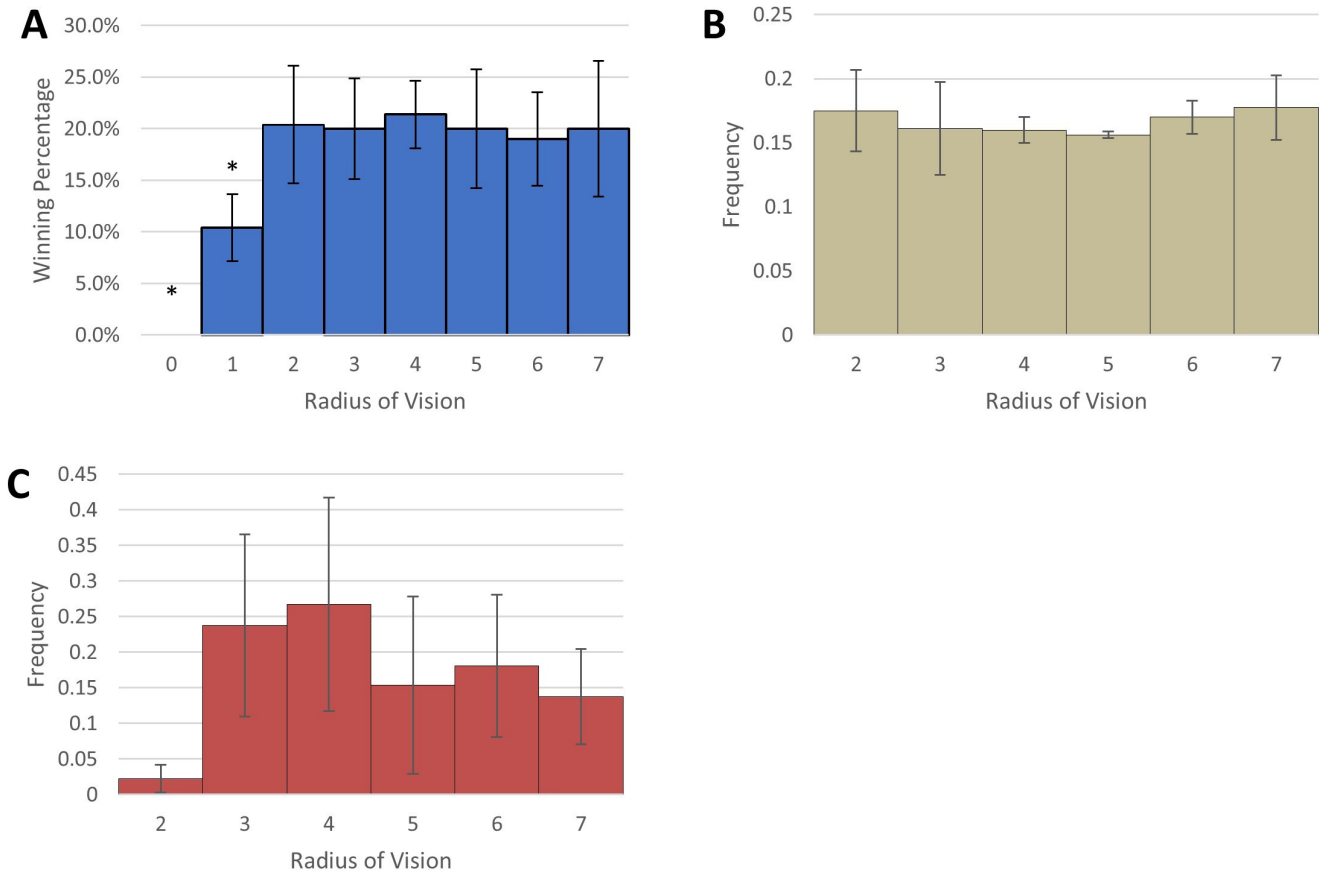 A
30.0%
25.0%
20.0%
15.0%
10.0%
5.0%
0.0%
Winning Percentage
*
*
0 1 2 3 4 5 6 7
Radius of Vision
B
0.25
0.2
0.15
0.1
0.05
0
Frequency
2 3 4 5 6 7
Radius of Vision
C
0.45
0.4
0.35
0.3
0.25
0.2
0.15
0.1
0.05
0
Frequency
2 3 4 5 6 7
Radius of Vision